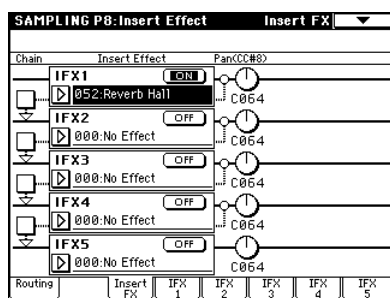 SAMPLING P8:Insert Effect Insert FX
Chain Insert Effect Pan(CC#8)
IFX1 ON
052:Reverb Hall
C064
IFX2 OFF
000:No Effect
C064
IFX3 OFF
000:No Effect
C064
IFX4 OFF
000:No Effect
C064
IFX5 OFF
000:No Effect
C064
Routing Insert FX IFX 1 IFX 2 IFX 3 IFX 4 IFX 5